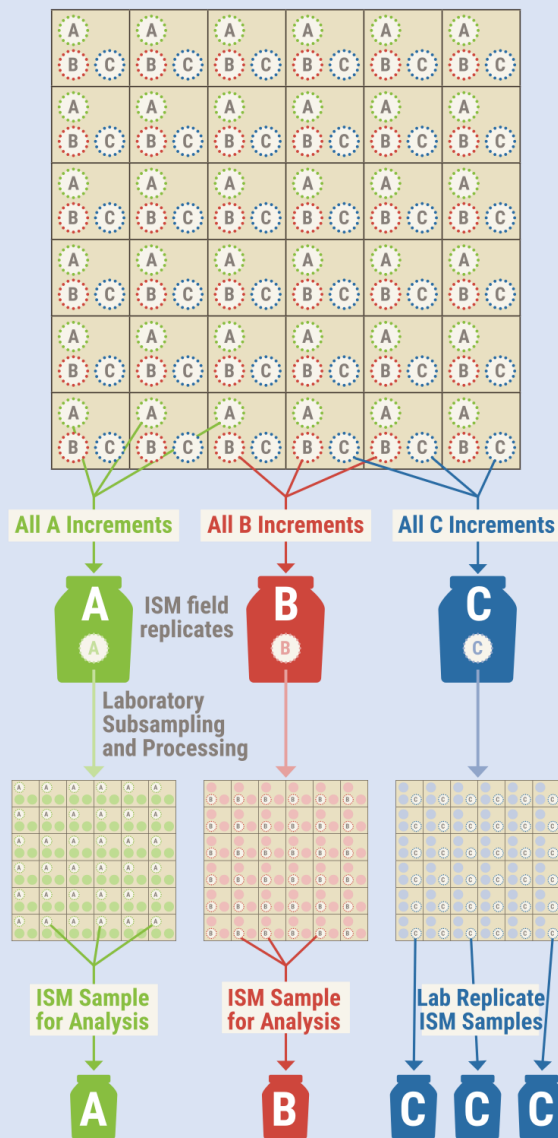 A A A A A A
B C B C B C B C B C B C
A A A A A A
B C B C B C B C B C B C
A A A A A A
B C B C B C B C B C B C
A A A A A A
B C B C B C B C B C B C
A A A A A A
B C B C B C B C B C B C
A A A A A A
B C B C B C B C B C B C
All A Increments
All B Increments
All C Increments
A
A
ISM field
replicates
B
B
C
C
Laboratory
Subsampling
and Processing
A A A A A A
A A A A A A
A A A A A A
A A A A A A
A A A A A A
A A A A A A
B B B B B B
B B B B B B
B B B B B B
B B B B B B
B B B B B B
B B B B B B
C C C C C C
C C C C C C
C C C C C C
C C C C C C
C C C C C C
C C C C C C
ISM Sample
for Analysis
ISM Sample
for Analysis
Lab Replicate
ISM Samples
A
B
C C C